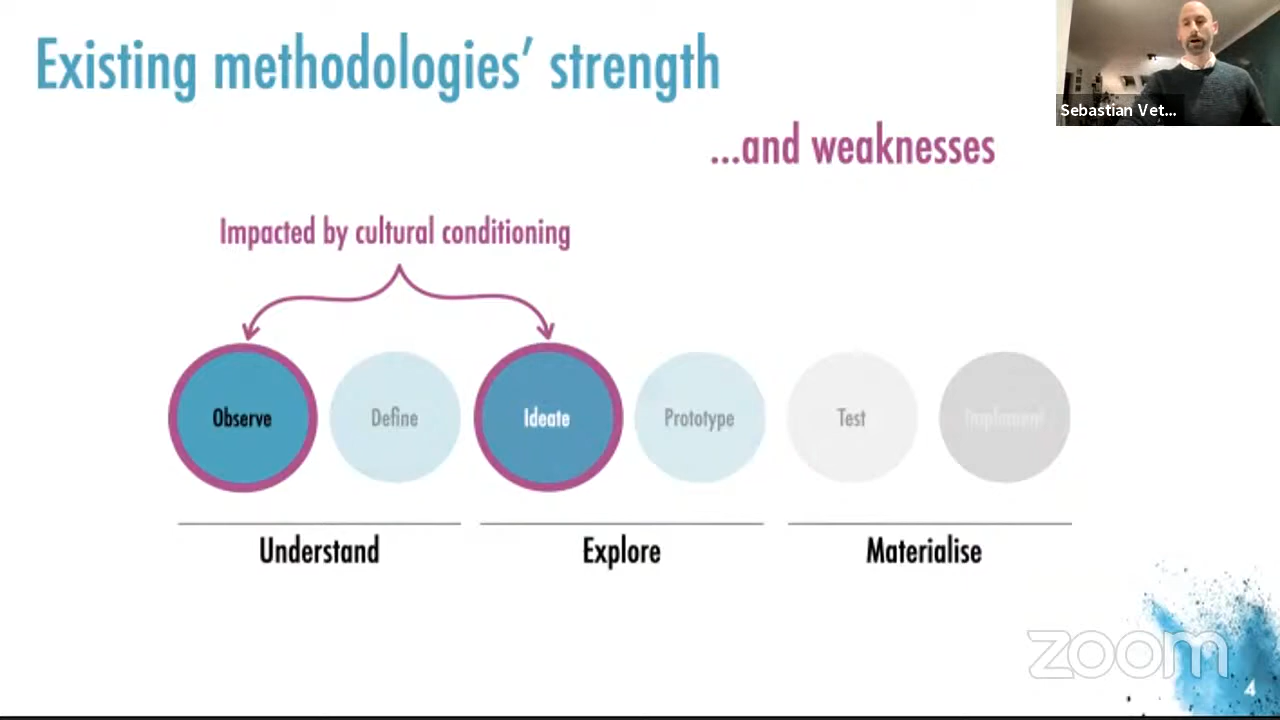 Existing methodologies’ strength
...and weaknesses
Sebastian Vet...
Impacted by cultural conditioning
Observe
Define
Ideate
Prototype
Test
Implement
Understand
Explore
Materialise
zoom
4